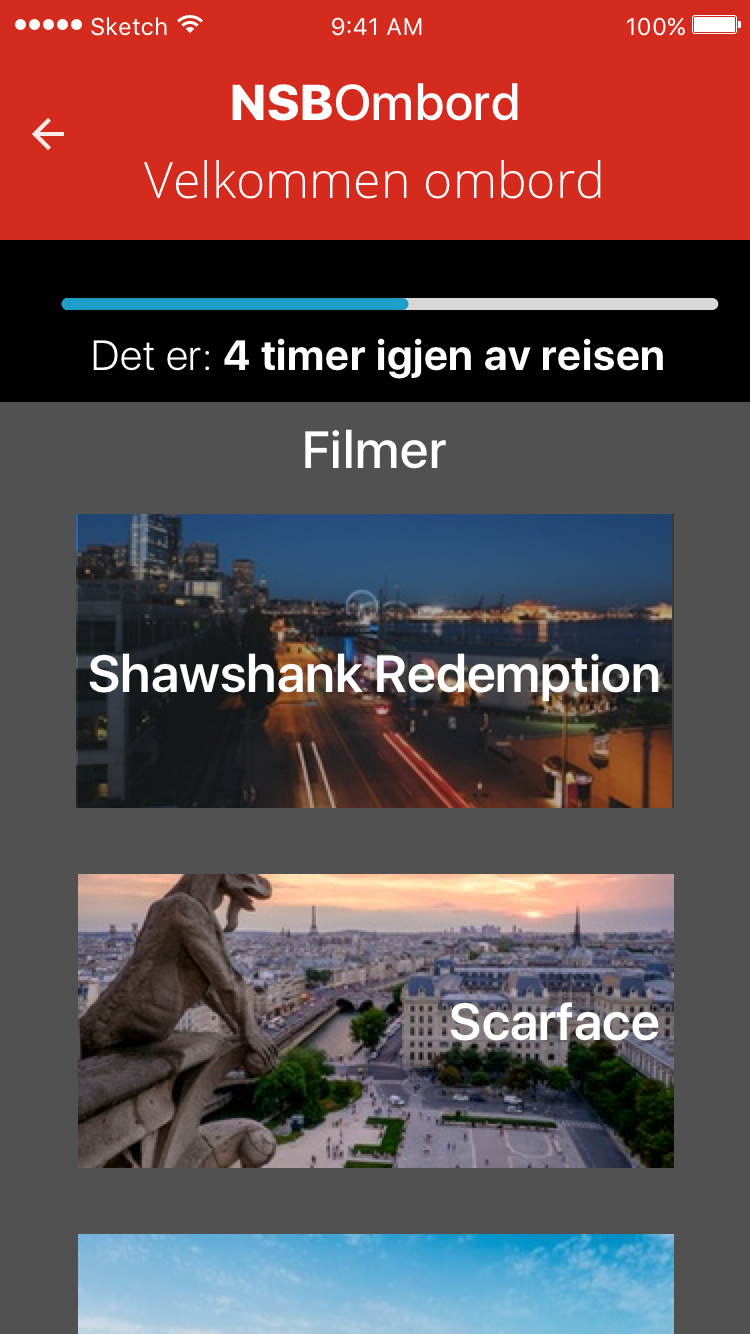 Sketch 9:41 AM 100%
NSBOmbord
Velkommen ombord
Det er: 4 timer igjen av reisen
Filmer
Shawshank Redemption
Scarface